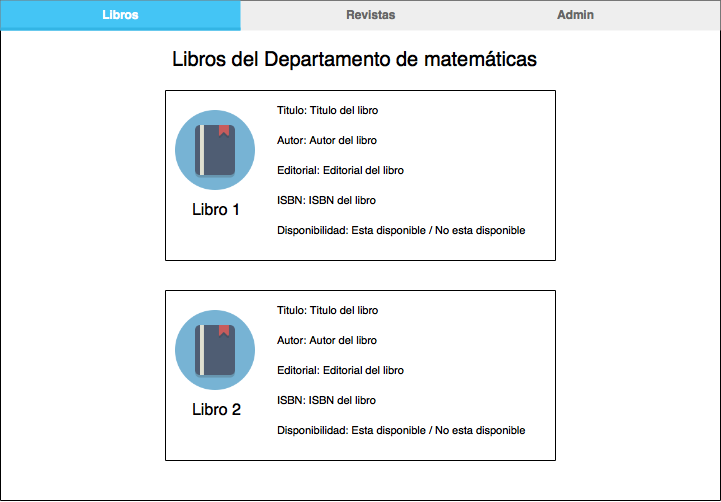 Libros
Revistas
Admin
Libros del Departamento de matemáticas
Titulo: Titulo del libro
Autor: Autor del libro
Editorial: Editorial del libro
ISBN: ISBN del libro
Disponibilidad: Esta disponible / No esta disponible
Libro 1
Titulo: Titulo del libro
Autor: Autor del libro
Editorial: Editorial del libro
ISBN: ISBN del libro
Disponibilidad: Esta disponible / No esta disponible
Libro 2